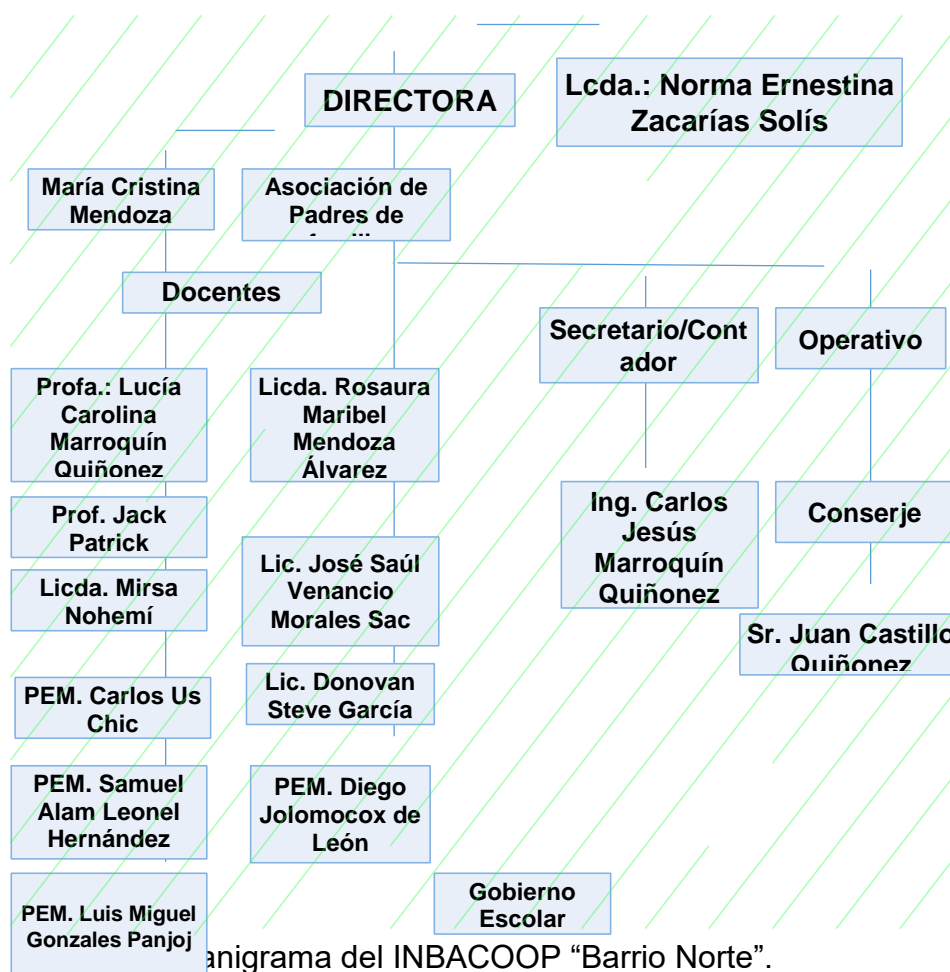 DIRECTORA
Lcda.: Norma Ernestina
Zacarías Solís
María Cristina
Mendoza
Asociación de
Padres de
Docentes
Secretario/Cont
ador
Operativo
Profa.: Lucía
Carolina
Marroquín
Quiñonez
Licda. Rosaura
Maribel
Mendoza
Álvarez
Prof. Jack
Patrick
Ing. Carlos
Jesús
Marroquín
Quiñonez
Conserje
Licda. Mirsa
Nohemí
Lic. José Saúl
Venancio
Morales Sac
Sr. Juan Castillo
Quiñonez
PEM. Carlos Us
Chic
Lic. Donovan
Steve García
PEM. Samuel
Alam Leonel
Hernández
PEM. Diego
Jolomocox de
León
PEM. Luis Miguel
Gonzales Panjoj
Gobierno
Escolar
anigrama del INBACOOP “Barrio Norte”.